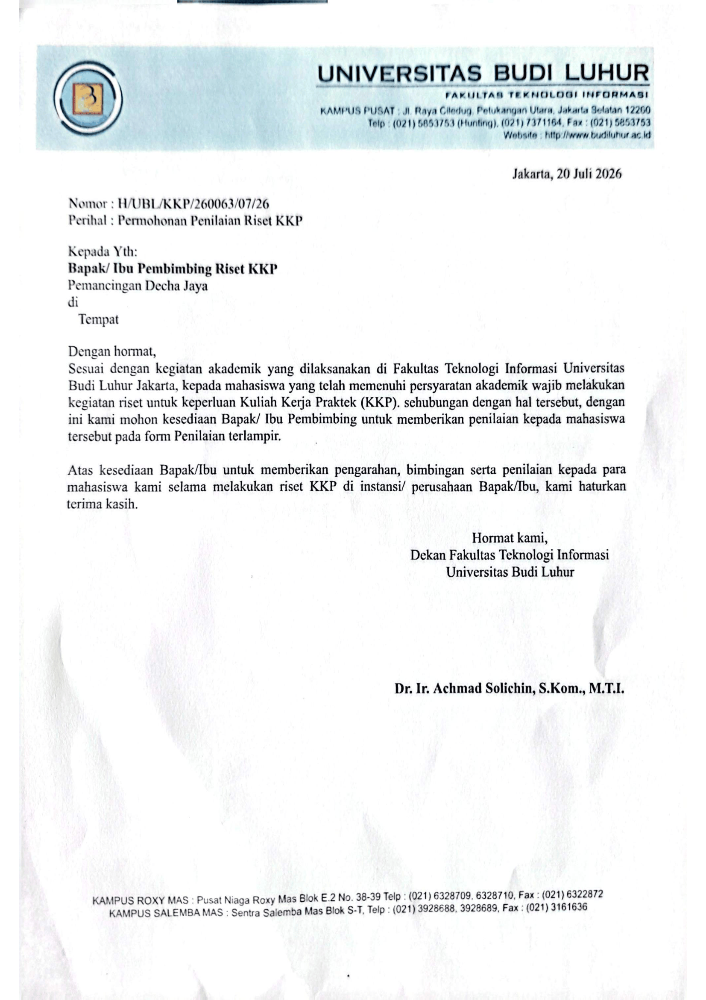 UNIVERSITAS BUDI LUHUR
FAKULTAS TEKNOLOGI INFORMASI
KAMPUS PUSAT : Jl. Raya Ciledug, Petukangan Utara, Jakarta Selatan 12260
Telp : (021) 5853753 (Hunting), (021) 7371164, Fax : (021) 5853753
Website : http://www.budiluhur.ac.id
Jakarta, 20 Juli 2026
Nomor : H/UBL/KKP/260063/07/26
Perihal : Permohonan Penilaian Riset KKP
Kepada Yth:
Bapak/ Ibu Pembimbing Riset KKP
Pemancingan Decha Jaya
di
Tempat
Dengan hormat,
Sesuai dengan kegiatan akademik yang dilaksanakan di Fakultas Teknologi Informasi Universitas
Budi Luhur Jakarta, kepada mahasiswa yang telah memenuhi persyaratan akademik wajib melakukan
kegiatan riset untuk keperluan Kuliah Kerja Praktek (KKP). sehubungan dengan hal tersebut, dengan
ini kami mohon kesediaan Bapak/ Ibu Pembimbing untuk memberikan penilaian kepada mahasiswa
tersebut pada form Penilaian terlampir.
Atas kesediaan Bapak/Ibu untuk memberikan pengarahan, bimbingan serta penilaian kepada para
mahasiswa kami selama melakukan riset KKP di instansi/ perusahaan Bapak/Ibu, kami haturkan
terima kasih.
Hormat kami,
Dekan Fakultas Teknologi Informasi
Universitas Budi Luhur
Dr. Ir. Achmad Solichin, S.Kom., M.T.I.
KAMPUS ROXY MAS : Pusat Niaga Roxy Mas Blok E.2 No. 38-39 Telp : (021) 6328709, 6328710, Fax : (021) 6322872
KAMPUS SALEMBA MAS : Sentra Salemba Mas Blok S-T, Telp : (021) 3928688, 3928689, Fax : (021) 3161636